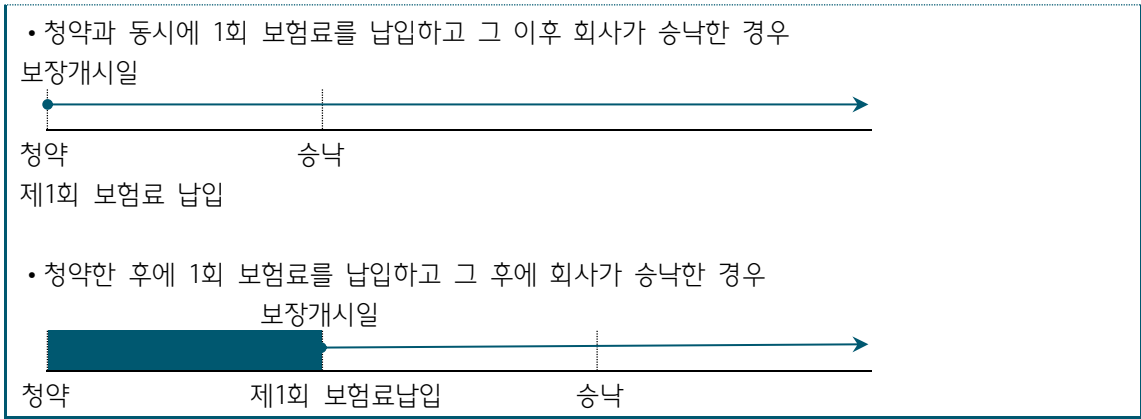 • 청약과 동시에 1회 보험료를 납입하고 그 이후 회사가 승낙한 경우
보장개시일
청약 승낙
제1회 보험료 납입
• 청약한 후에 1회 보험료를 납입하고 그 후에 회사가 승낙한 경우
보장개시일
청약 제1회 보험료납입 승낙